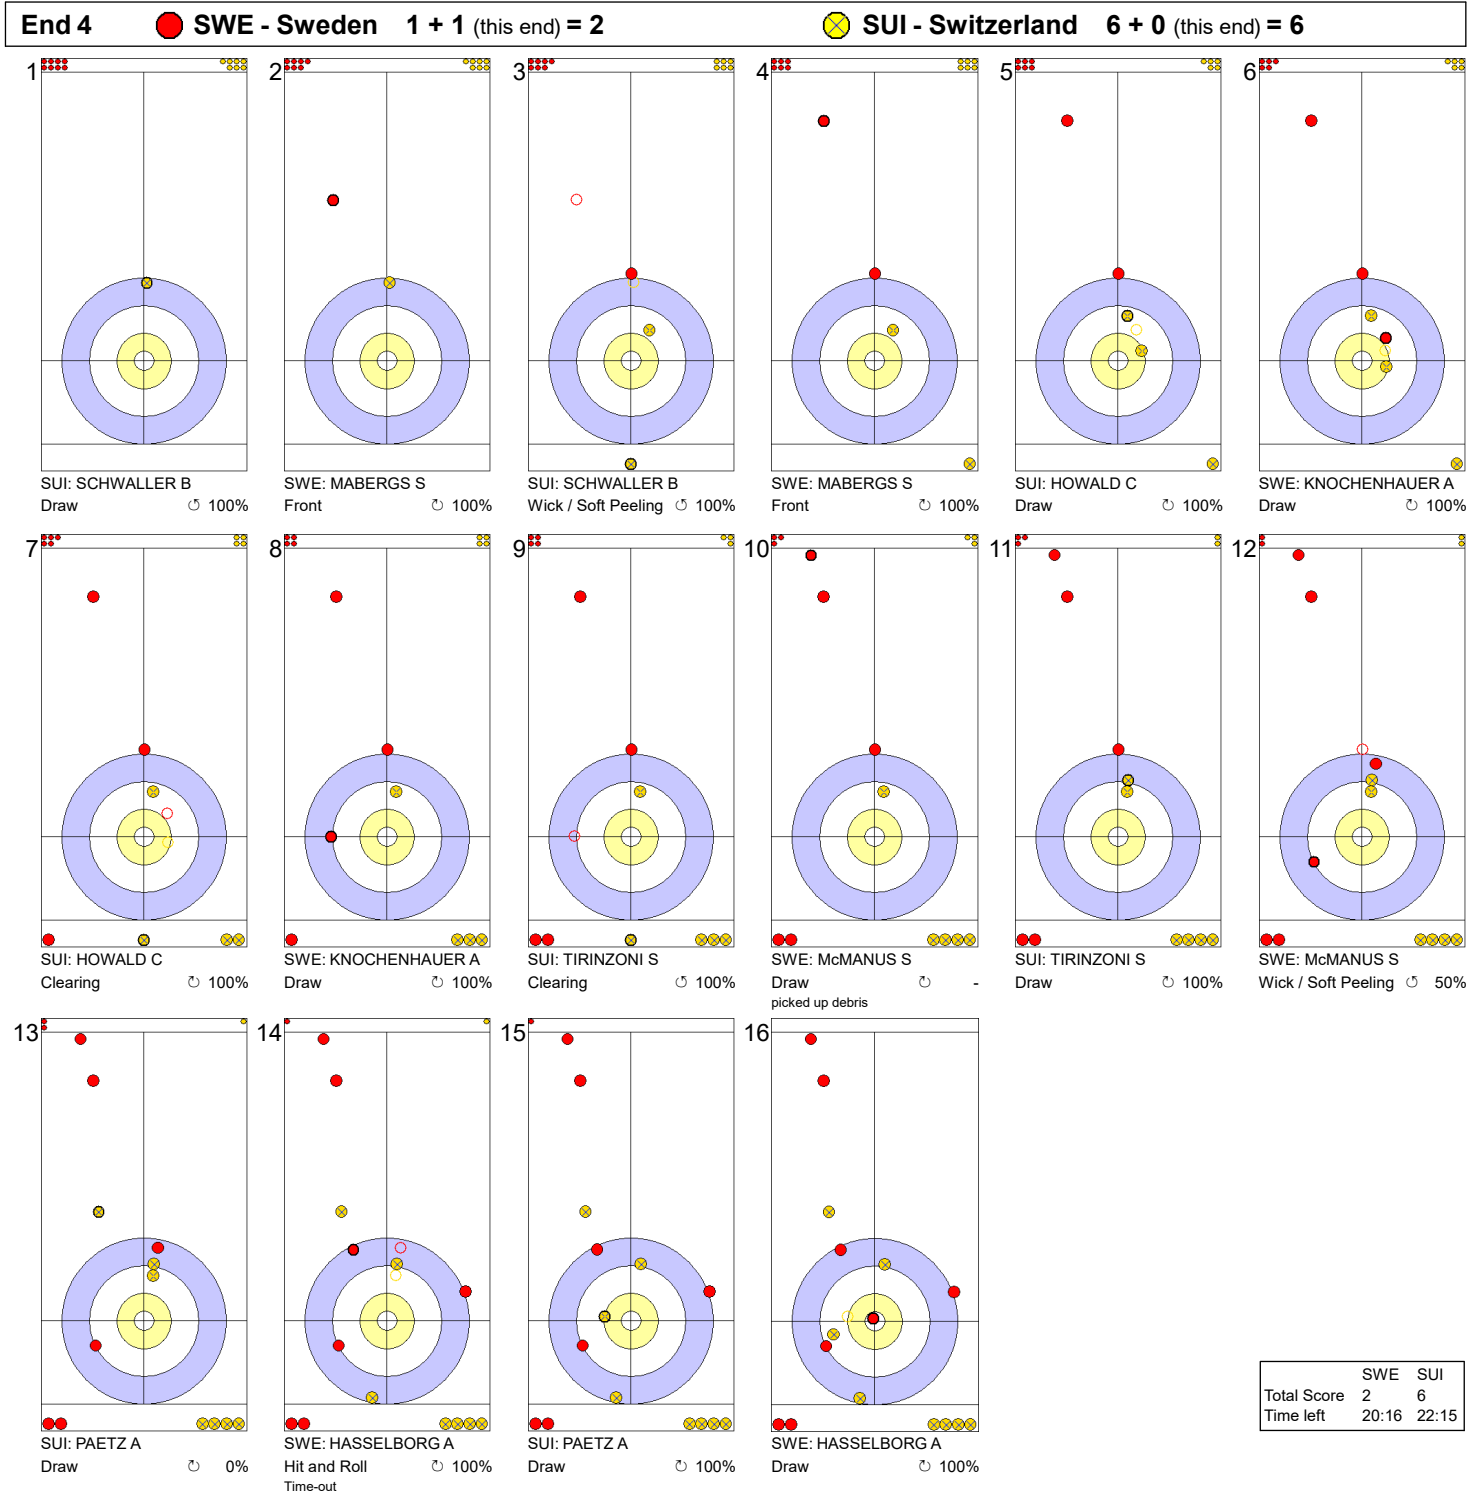 End 4 SWE - Sweden 1 + 1 (this end) = 2 SUI - Switzerland 6 + 0 (this end) = 6
1 2 3 4 5 6
SUI: SCHWALLER B SWE: MABERGS S SUI: SCHWALLER B SWE: MABERGS S SUI: HOWALD C SWE: KNOCHENHAUER A
Draw ↻ 100% Front ↻ 100% Wick / Soft Peeling ↺ 100% Front ↻ 100% Draw ↺ 100% Draw ↻ 100%
7 8 9 10 11 12
SUI: HOWALD C SWE: KNOCHENHAUER A SUI: TIRINZONI S SWE: McMANUS S SUI: TIRINZONI S SWE: McMANUS S
Clearing ↻ 100% Draw ↻ 100% Clearing ↺ 100% Draw ↻ - Draw ↺ 100% Wick / Soft Peeling ↺ 50%
picked up debris
13 14 15 16
SUI: PAETZ A SWE: HASSELBORG A SUI: PAETZ A SWE: HASSELBORG A
Draw ↻ 0% Hit and Roll ↻ 100% Draw ↻ 100% Draw ↻ 100%
Time-out
SWE SUI
Total Score 2 6
Time left 20:16 22:15